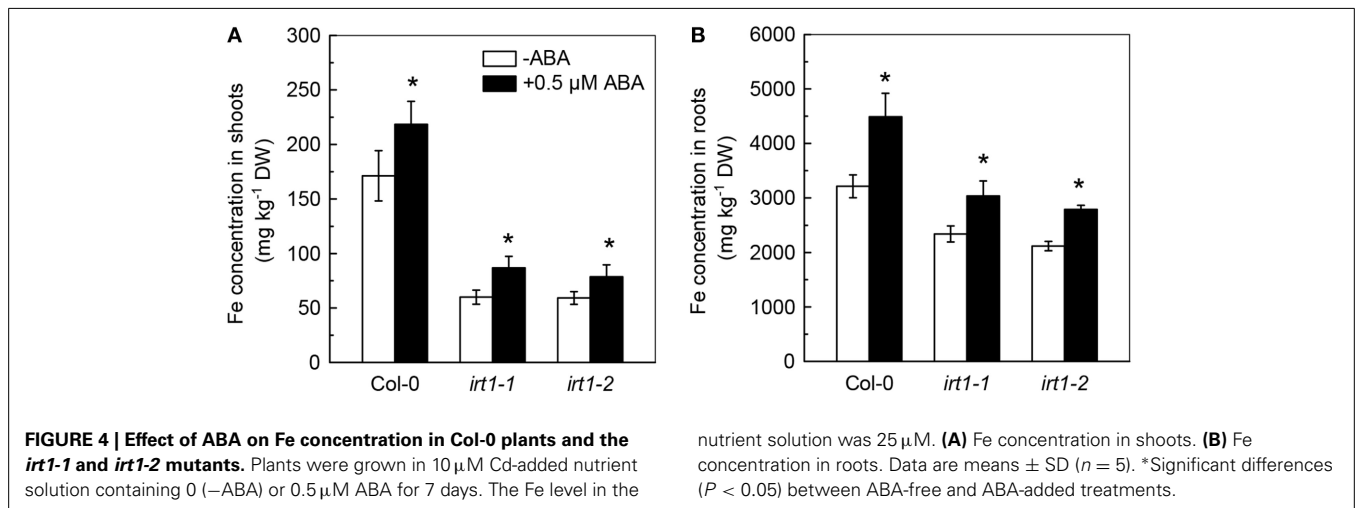 A
Fe concentration in shoots
(mg kg⁻¹ DW)
300
250
200
150
100
50
0
-ABA
+0.5 µM ABA
*
*
*
Col-0
irt1-1
irt1-2
B
Fe concentration in roots
(mg kg⁻¹ DW)
6000
5000
4000
3000
2000
1000
0
*
*
*
Col-0
irt1-1
irt1-2
FIGURE 4 | Effect of ABA on Fe concentration in Col-0 plants and the
irt1-1 and irt1-2 mutants. Plants were grown in 10 µM Cd-added nutrient
solution containing 0 (−ABA) or 0.5 µM ABA for 7 days. The Fe level in the
nutrient solution was 25 µM. (A) Fe concentration in shoots. (B) Fe
concentration in roots. Data are means ± SD (n = 5). *Significant differences
(P < 0.05) between ABA-free and ABA-added treatments.